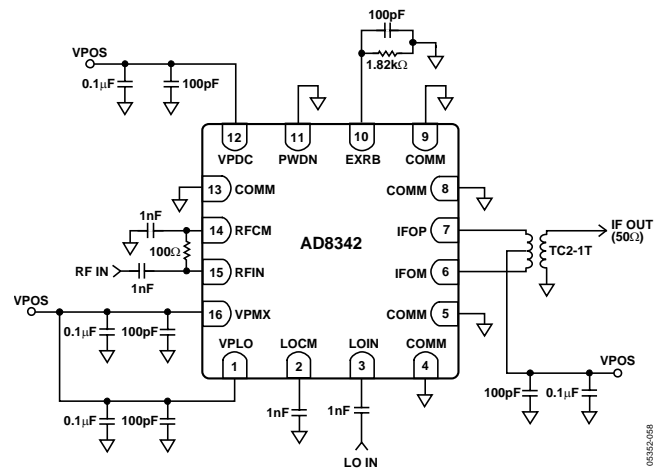 100pF
1.82kΩ
VPOS
0.1μF
100pF
12
11
10
9
VPDC
PWDN
EXRB
COMM
13
COMM
COMM
8
1nF
14
RFCM
IFOP
7
IF OUT
(50Ω)
100Ω
AD8342
TC2-1T
RF IN
15
RFIN
IFOM
6
1nF
VPOS
16
VPMX
COMM
5
0.1μF
100pF
VPLO
LOCM
LOIN
COMM
1
2
3
4
VPOS
100pF
0.1μF
0.1μF
100pF
1nF
1nF
LO IN
05352-058